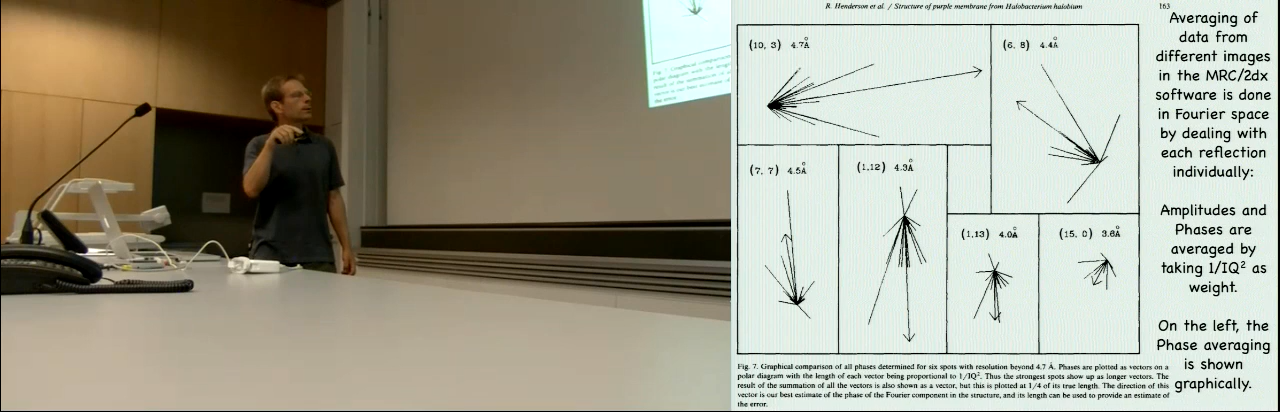 R. Henderson et al. / Structure of purple membrane from Halobacterium halobium
163
(10, 3) 4.7Å
(6, 8) 4.4Å
(7, 7) 4.5Å
(1,12) 4.3Å
(1,13) 4.0Å
(15, 0) 3.8Å
Fig. 7. Graphical comparison of all phases determined for six spots with resolution beyond 4.7 Å. Phases are plotted as vectors on a
polar diagram with the length of each vector being proportional to 1/IQ². Thus the strongest spots show up as longer vectors. The
result of the summation of all the vectors is also shown as a vector, but this is plotted at 1/4 of its true length. The direction of this
vector is our best estimate of the phase of the Fourier component in the structure, and its length can be used to provide an estimate of
the error.
Averaging of
data from
different images
in the MRC/2dx
software is done
in Fourier space
by dealing with
each reflection
individually:
Amplitudes and
Phases are
averaged by
taking 1/IQ² as
weight.
On the left, the
Phase averaging
is shown
graphically.